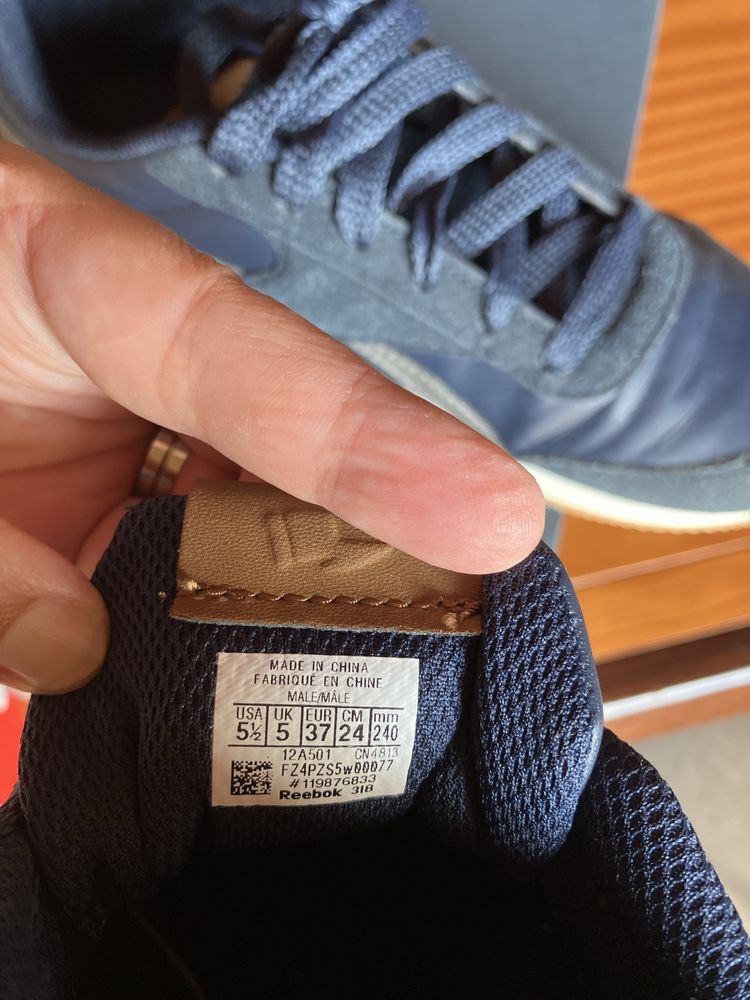 MADE IN CHINA
FABRIQUÉ EN CHINE
MALE/MÂLE
USA UK EUR CM mm
5½ 5 37 24 240
12A501 CN4813
FZ4PZS5w00077
#119876833
Reebok 318